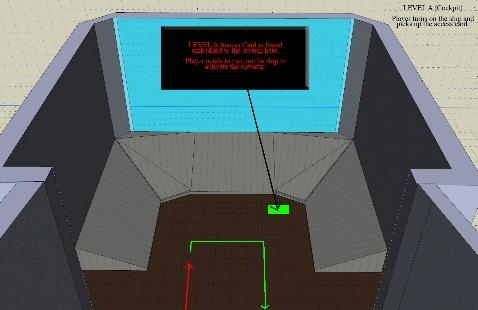 LEVEL A (Cockpit)
Player turns on the ship and
picks up the access card.
LEVEL A Access Card is found
embedded to the system here.
Player needs to turn on the ship to
activate the elevator.